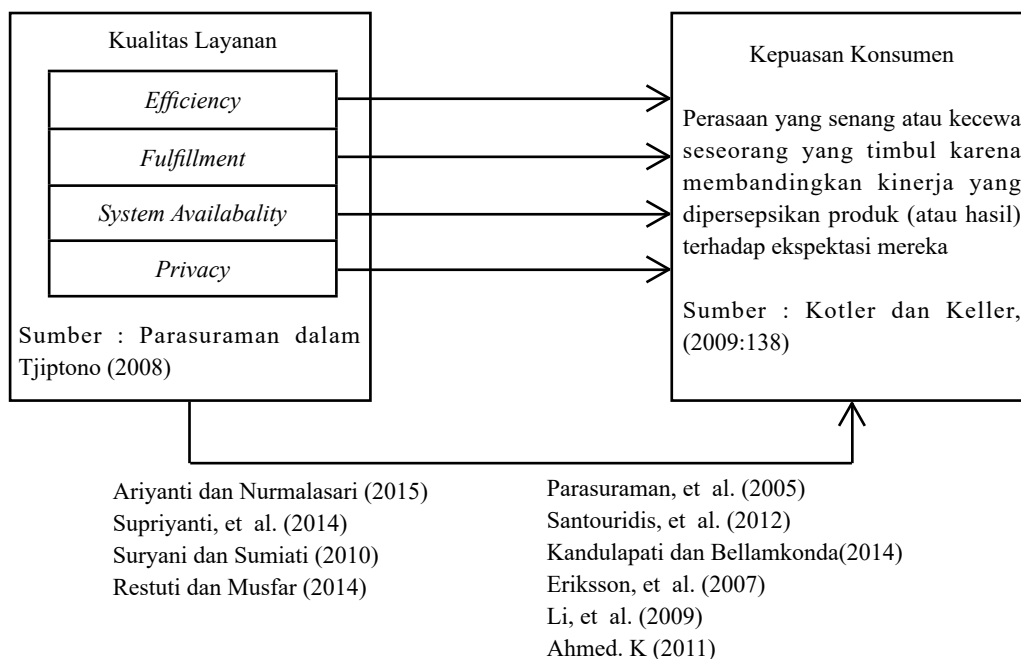 Kualitas Layanan
Efficiency
Fulfillment
System Availabality
Privacy
Sumber : Parasuraman dalam
Tjiptono (2008)
Kepuasan Konsumen
Perasaan yang senang atau kecewa
seseorang yang timbul karena
membandingkan kinerja yang
dipersepsikan produk (atau hasil)
terhadap ekspektasi mereka
Sumber : Kotler dan Keller,
(2009:138)
Ariyanti dan Nurmalasari (2015)
Supriyanti, et al. (2014)
Suryani dan Sumiati (2010)
Restuti dan Musfar (2014)
Parasuraman, et al. (2005)
Santouridis, et al. (2012)
Kandulapati dan Bellamkonda(2014)
Eriksson, et al. (2007)
Li, et al. (2009)
Ahmed. K (2011)